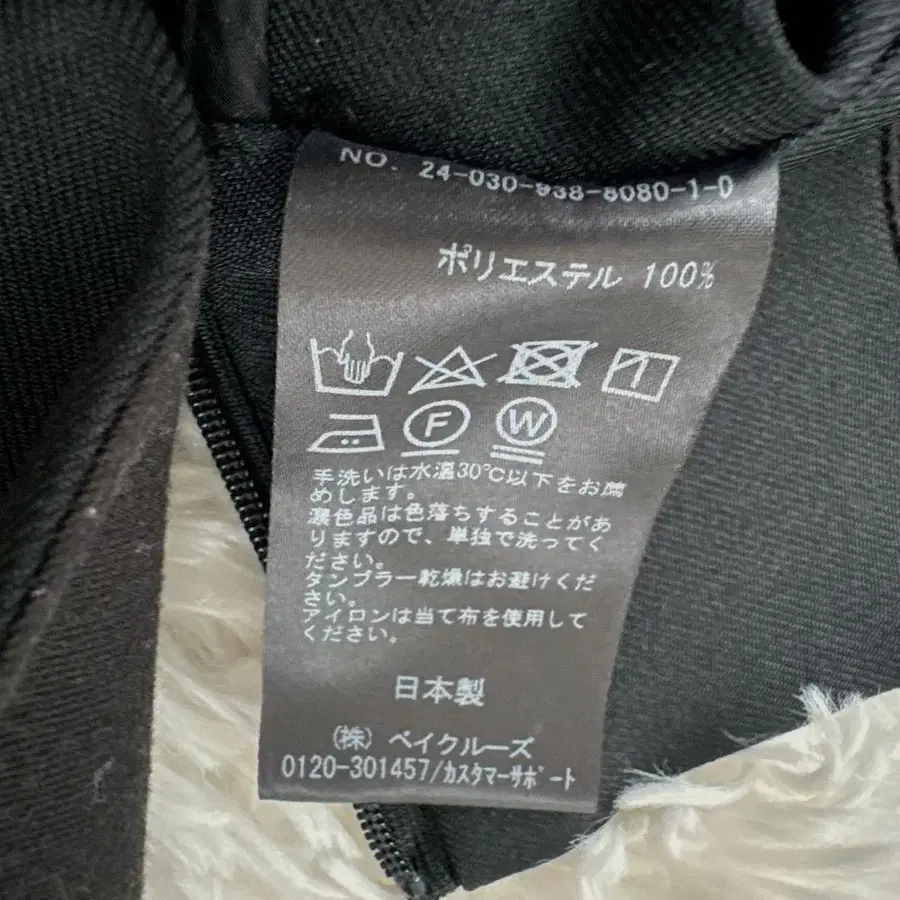 NO. 24-030-938-8080-1-0
ポリエステル 100%
1
F W
手洗いは水温30℃以下をお薦
めします。
濃色品は色落ちすることがあ
りますので、単独で洗ってく
ださい。
タンブラー乾燥はお避けくだ
さい。
アイロンは当て布を使用して
ください。
日本製
(株) ベイクルーズ
0120-301457/カスタマーサポート